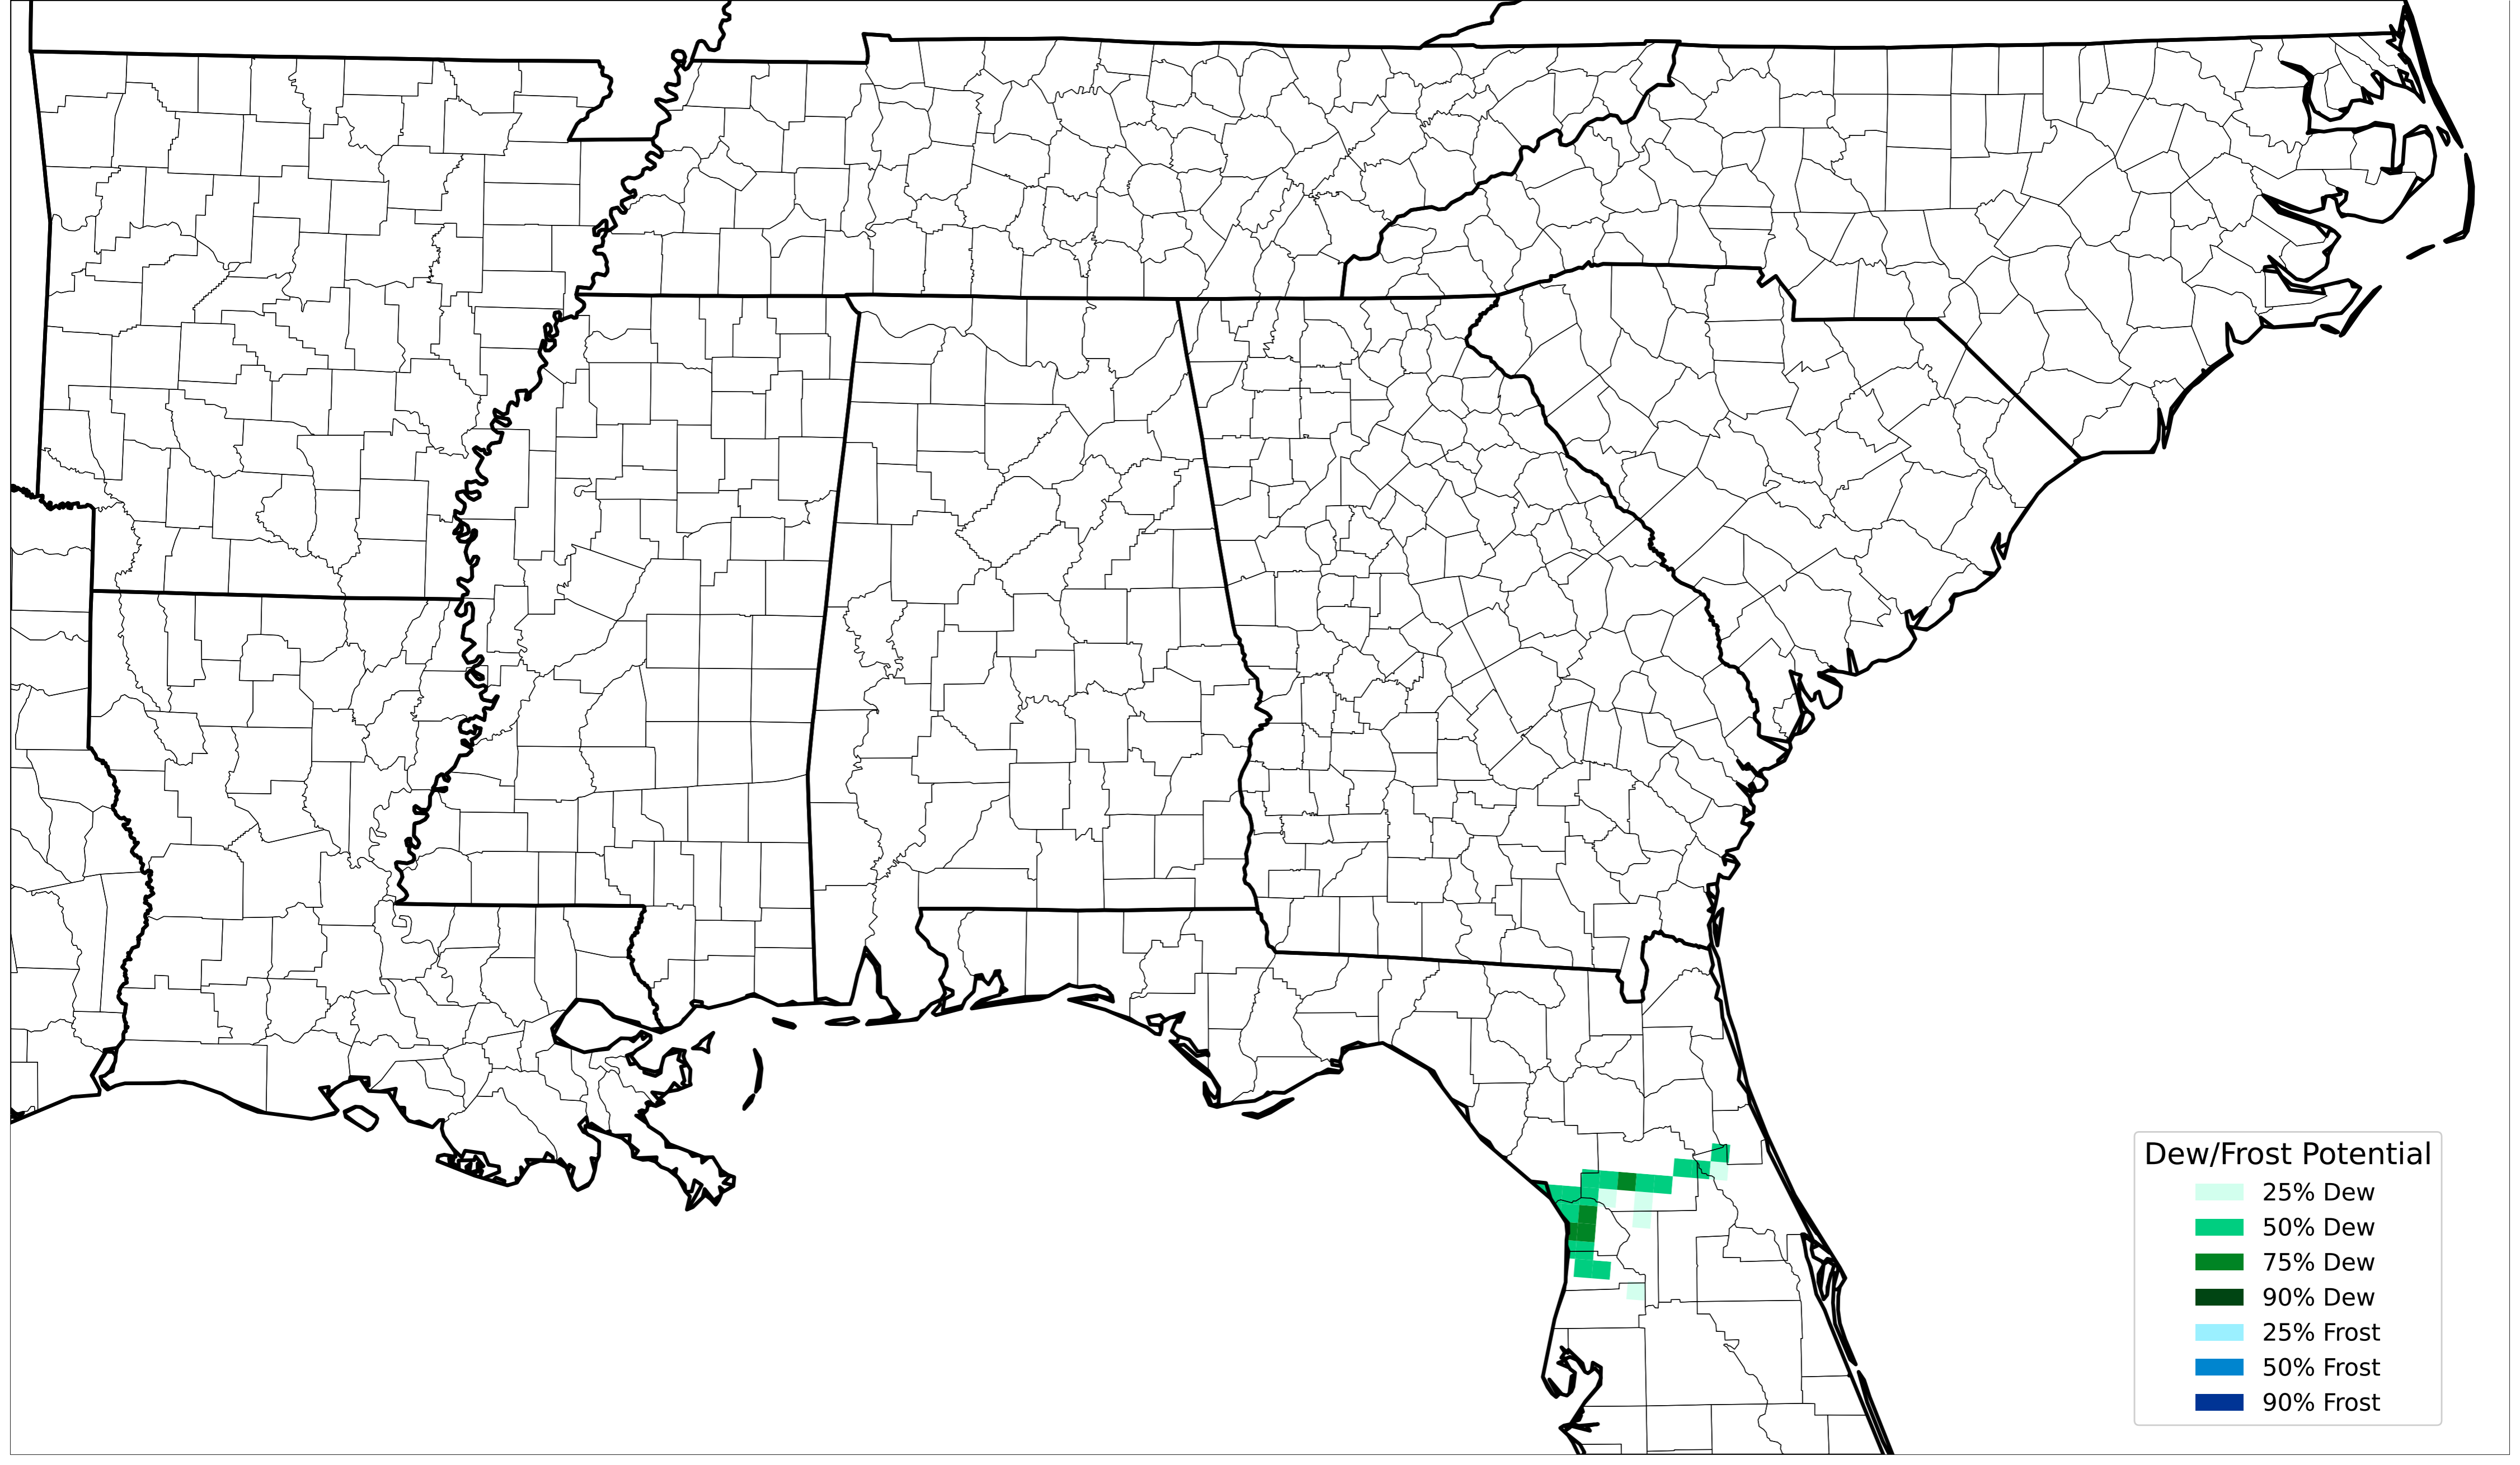 Dew/Frost Potential
25% Dew
50% Dew
75% Dew
90% Dew
25% Frost
50% Frost
90% Frost